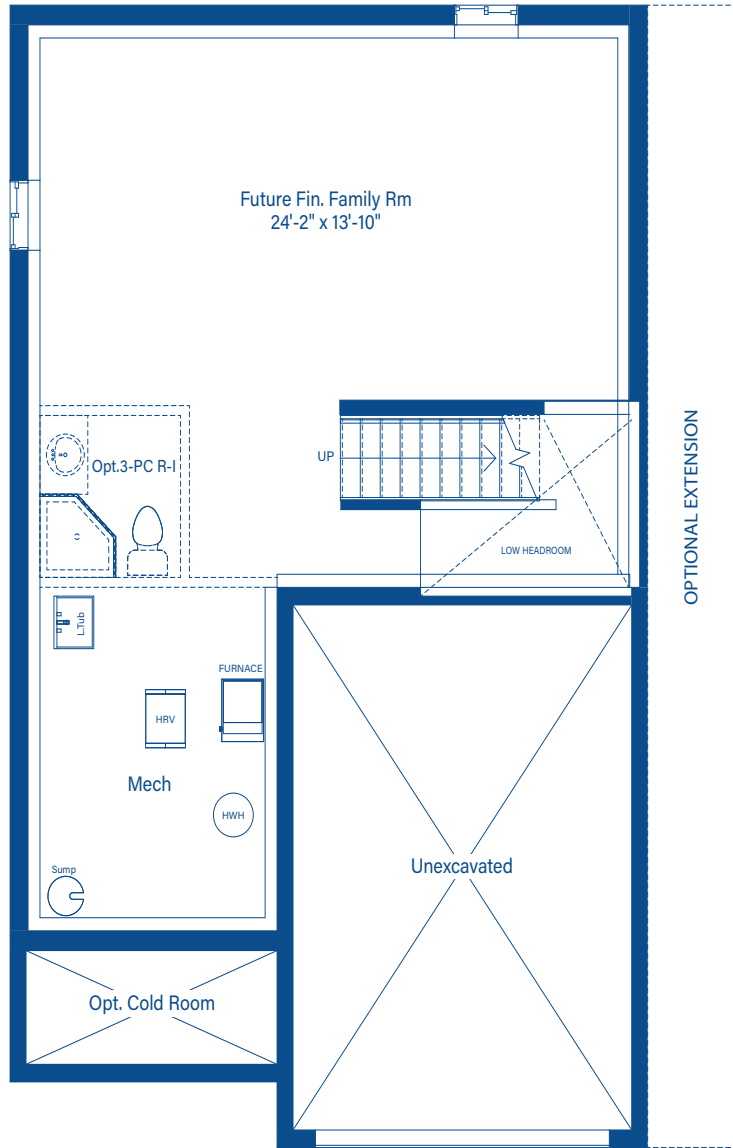 Future Fin. Family Rm
24'-2" x 13'-10"
Opt.3-PC R-I
UP
LOW HEADROOM
OPTIONAL EXTENSION
L.Tub
FURNACE
HRV
Mech
HWH
Sump
Unexcavated
Opt. Cold Room